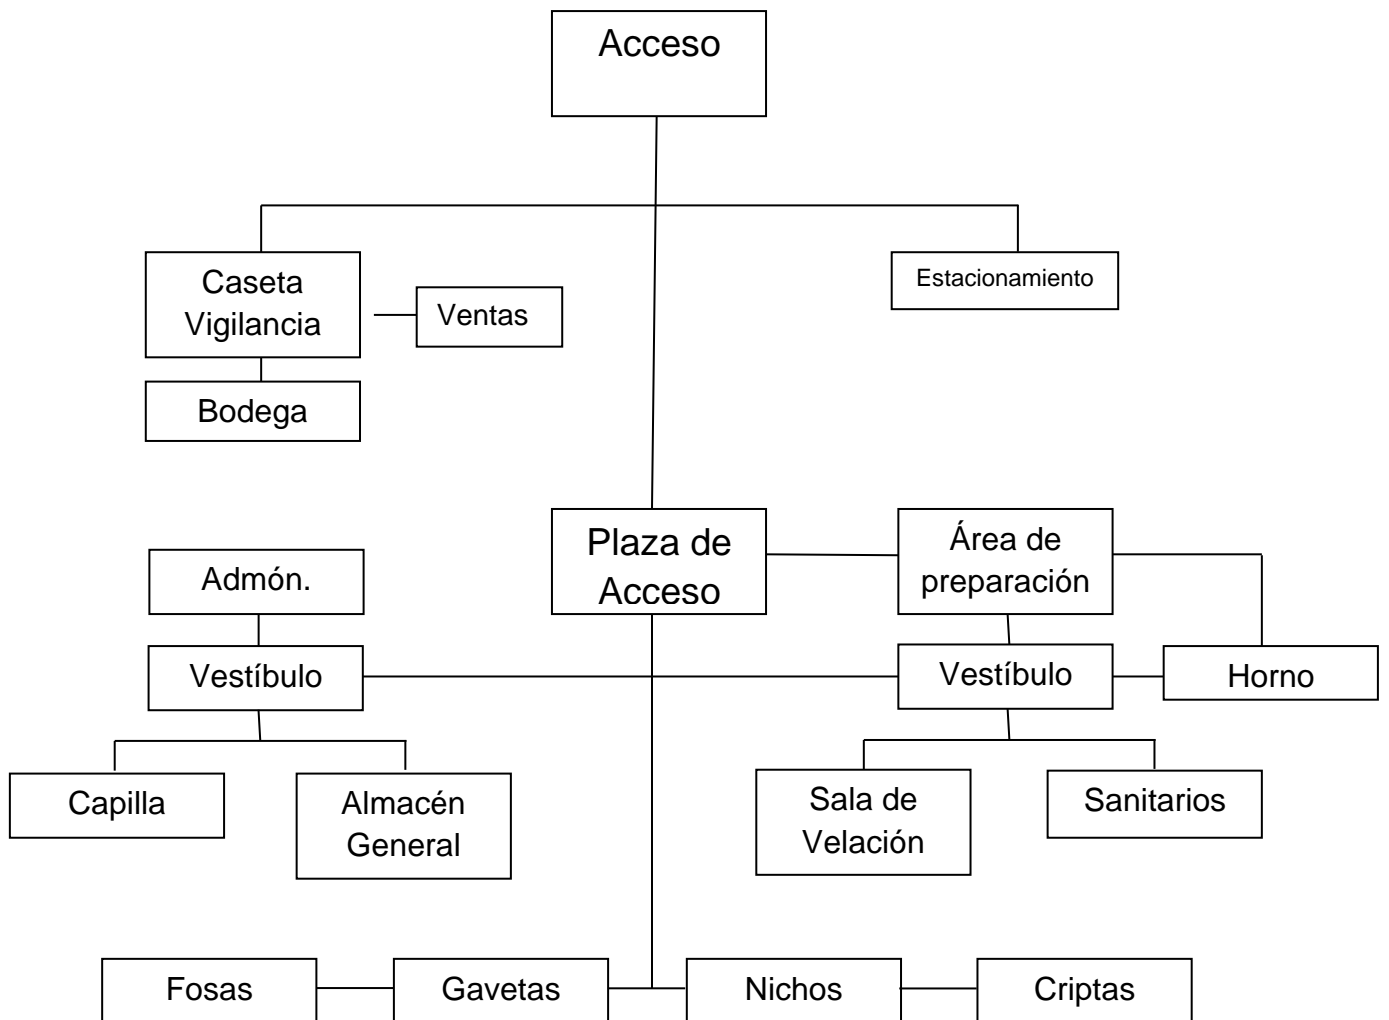 Acceso
Caseta
Vigilancia
Ventas
Estacionamiento
Bodega
Plaza de
Acceso
Área de
preparación
Admón.
Vestíbulo
Vestíbulo
Horno
Capilla
Almacén
General
Sala de
Velación
Sanitarios
Fosas
Gavetas
Nichos
Criptas